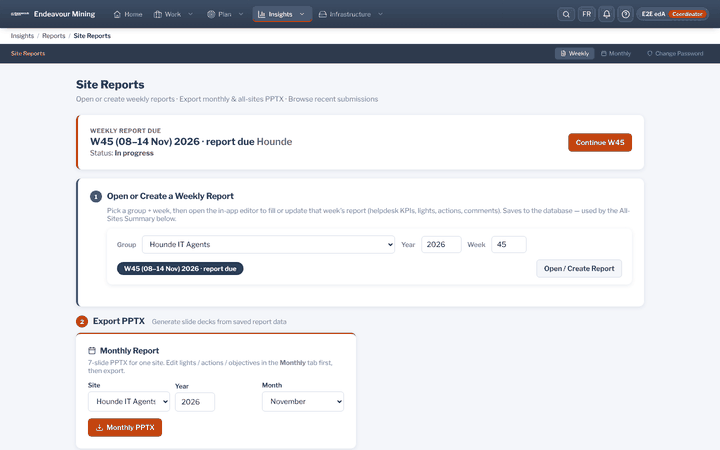 Endeavour Mining
Home
Work
Plan
Insights
Infrastructure
FR
E2E edA
Coordinator
Insights / Reports / Site Reports
Site Reports
Weekly
Monthly
Change Password
Site Reports
Open or create weekly reports · Export monthly & all-sites PPTX · Browse recent submissions
WEEKLY REPORT DUE
W45 (08–14 Nov) 2026 · report due Hounde
Status: In progress
Continue W45
1 Open or Create a Weekly Report
Pick a group + week, then open the in-app editor to fill or update that week's report (helpdesk KPIs, lights, actions, comments). Saves to the database — used by the All-
Sites Summary below.
Group Hounde IT Agents Year 2026 Week 45
W45 (08–14 Nov) 2026 · report due
Open / Create Report
2 Export PPTX Generate slide decks from saved report data
Monthly Report
7-slide PPTX for one site. Edit lights / actions / objectives in the Monthly tab first,
then export.
Site Year Month
Hounde IT Agents 2026 November
Monthly PPTX